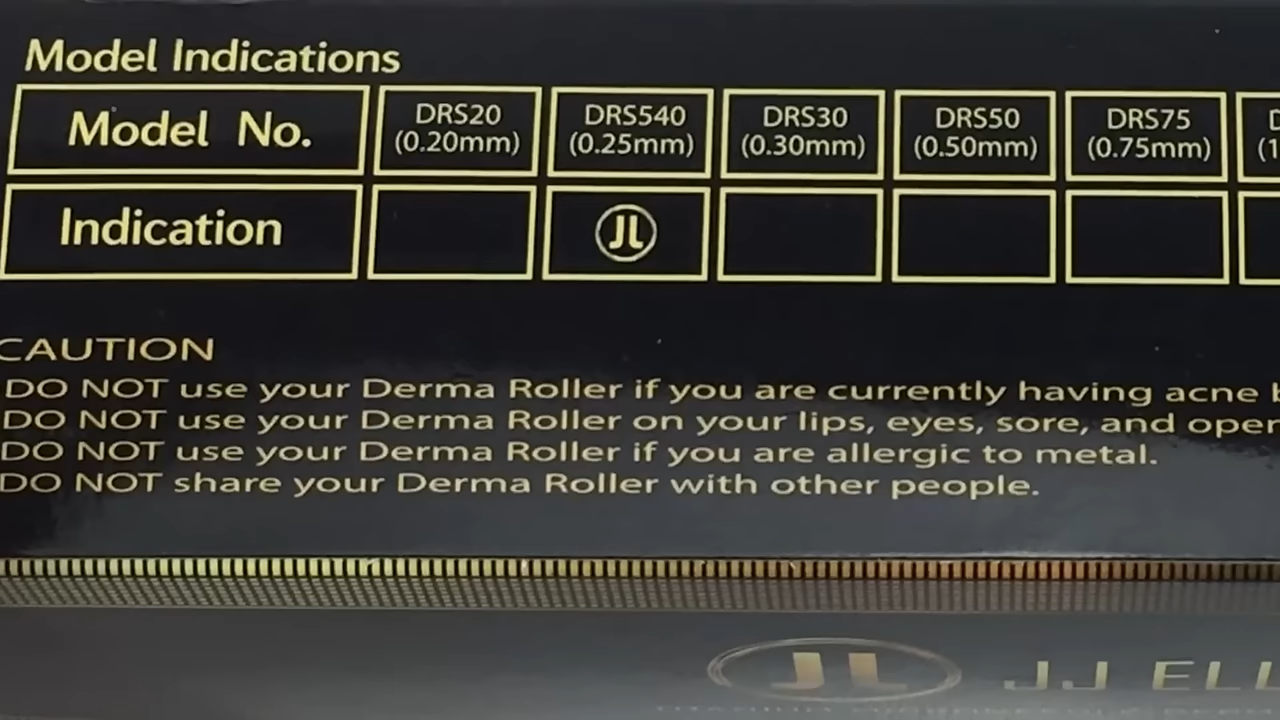 Model Indications
Model No. DRS20 DRS540 DRS30 DRS50 DRS75
(0.20mm) (0.25mm) (0.30mm) (0.50mm) (0.75mm)
Indication JL
CAUTION
DO NOT use your Derma Roller if you are currently having acne
DO NOT use your Derma Roller on your lips, eyes, sore, and
DO NOT use your Derma Roller if you are allergic to metal.
DO NOT share your Derma Roller with other people.
JL JJ